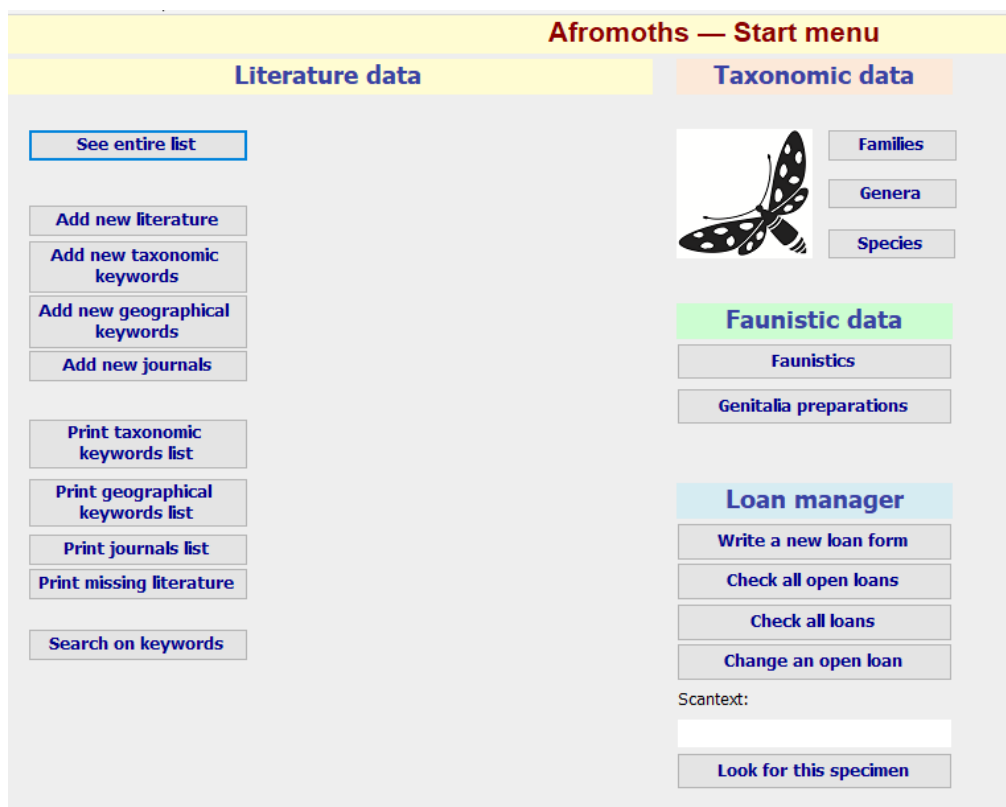 Afromoths — Start menu
Literature data
See entire list
Add new literature
Add new taxonomic
keywords
Add new geographical
keywords
Add new journals
Print taxonomic
keywords list
Print geographical
keywords list
Print journals list
Print missing literature
Search on keywords
Taxonomic data
Families
Genera
Species
Faunistic data
Faunistics
Genitalia preparations
Loan manager
Write a new loan form
Check all open loans
Check all loans
Change an open loan
Scantext:
Look for this specimen